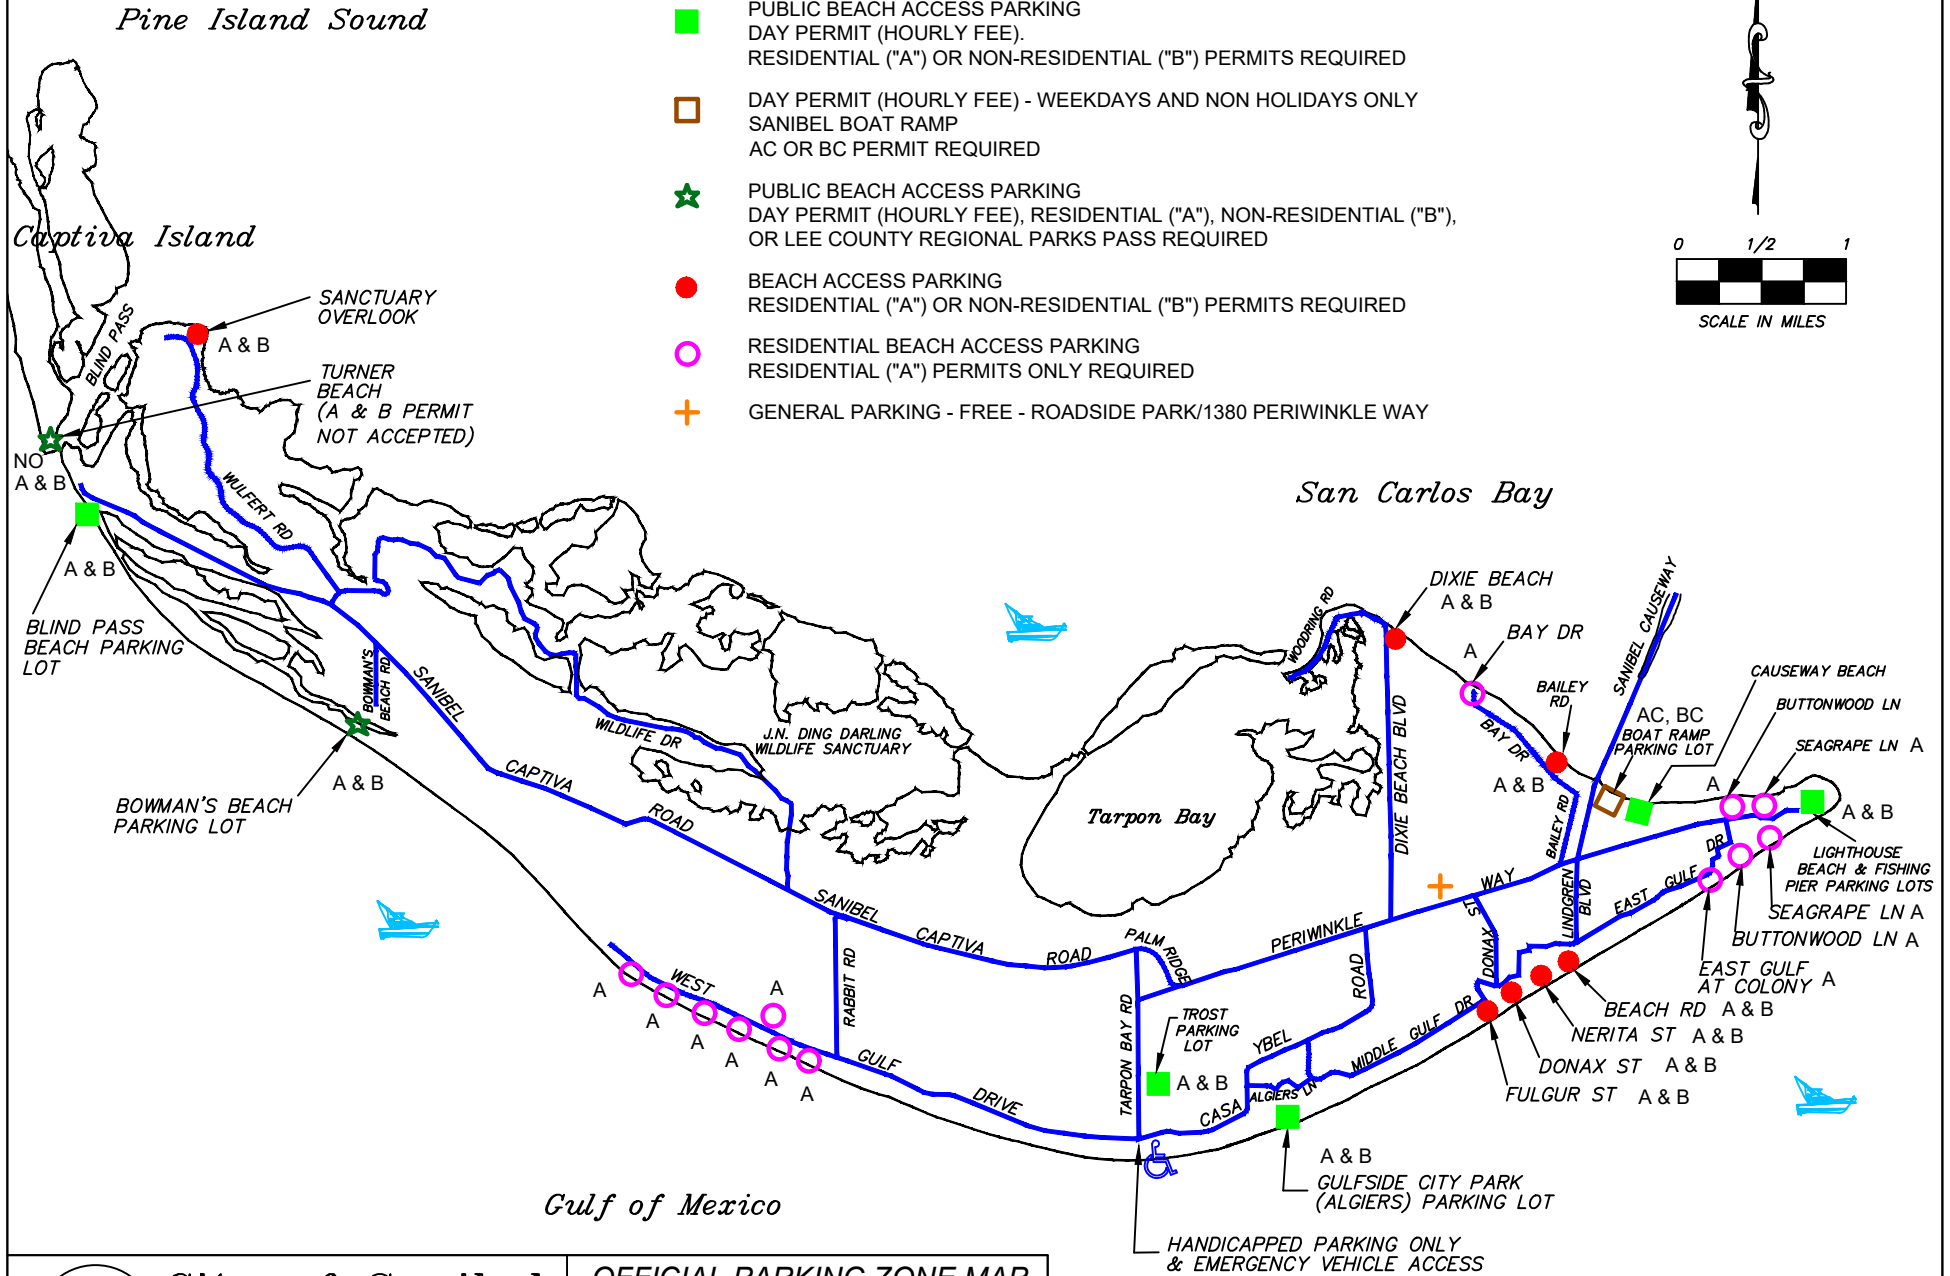 Pine Island Sound
PUBLIC BEACH ACCESS PARKING
DAY PERMIT (HOURLY FEE).
RESIDENTIAL ("A") OR NON-RESIDENTIAL ("B") PERMITS REQUIRED
DAY PERMIT (HOURLY FEE) - WEEKDAYS AND NON HOLIDAYS ONLY
SANIBEL BOAT RAMP
AC OR BC PERMIT REQUIRED
PUBLIC BEACH ACCESS PARKING
DAY PERMIT (HOURLY FEE), RESIDENTIAL ("A"), NON-RESIDENTIAL ("B"),
OR LEE COUNTY REGIONAL PARKS PASS REQUIRED
BEACH ACCESS PARKING
RESIDENTIAL ("A") OR NON-RESIDENTIAL ("B") PERMITS REQUIRED
RESIDENTIAL BEACH ACCESS PARKING
RESIDENTIAL ("A") PERMITS ONLY REQUIRED
GENERAL PARKING - FREE - ROADSIDE PARK/1380 PERIWINKLE WAY
0 1/2 1
SCALE IN MILES
Captiva Island
BLIND PASS
SANCTUARY
OVERLOOK
A & B
TURNER
BEACH
(A & B PERMIT
NOT ACCEPTED)
NO
A & B
WULFERT RD
A & B
BLIND PASS
BEACH PARKING
LOT
BOWMAN'S
BEACH RD
A & B
BOWMAN'S BEACH
PARKING LOT
SANIBEL
CAPTIVA
ROAD
WILDLIFE DR
J.N. DING DARLING
WILDLIFE SANCTUARY
San Carlos Bay
WOODRING RD
DIXIE BEACH
A & B
BAY DR
A
BAY DR
BAILEY
RD
A & B
BAILEY RD
SANIBEL CAUSEWAY
CAUSEWAY BEACH
AC, BC
BOAT RAMP
PARKING LOT
BUTTONWOOD LN
A
SEAGRAPE LN A
A & B
LIGHTHOUSE
BEACH & FISHING
PIER PARKING LOTS
SEAGRAPE LN A
BUTTONWOOD LN A
EAST GULF
AT COLONY A
BEACH RD A & B
NERITA ST A & B
DONAX ST A & B
FULGUR ST A & B
Tarpon Bay
DIXIE BEACH BLVD
PERIWINKLE
WAY
LINDGREN
BLVD
EAST
GULF
DR
DONAX
ST
MIDDLE
GULF
DR
SANIBEL
CAPTIVA
ROAD
PALM RIDGE
RABBIT RD
TARPON BAY RD
TROST
PARKING
LOT
A & B
CASA
YBEL
ROAD
ALGIERS LN
WEST
GULF
DRIVE
A
A
A
A
A
A
A
A & B
GULFSIDE CITY PARK
(ALGIERS) PARKING LOT
HANDICAPPED PARKING ONLY
& EMERGENCY VEHICLE ACCESS
Gulf of Mexico
OFFICIAL PARKING ZONE MAP